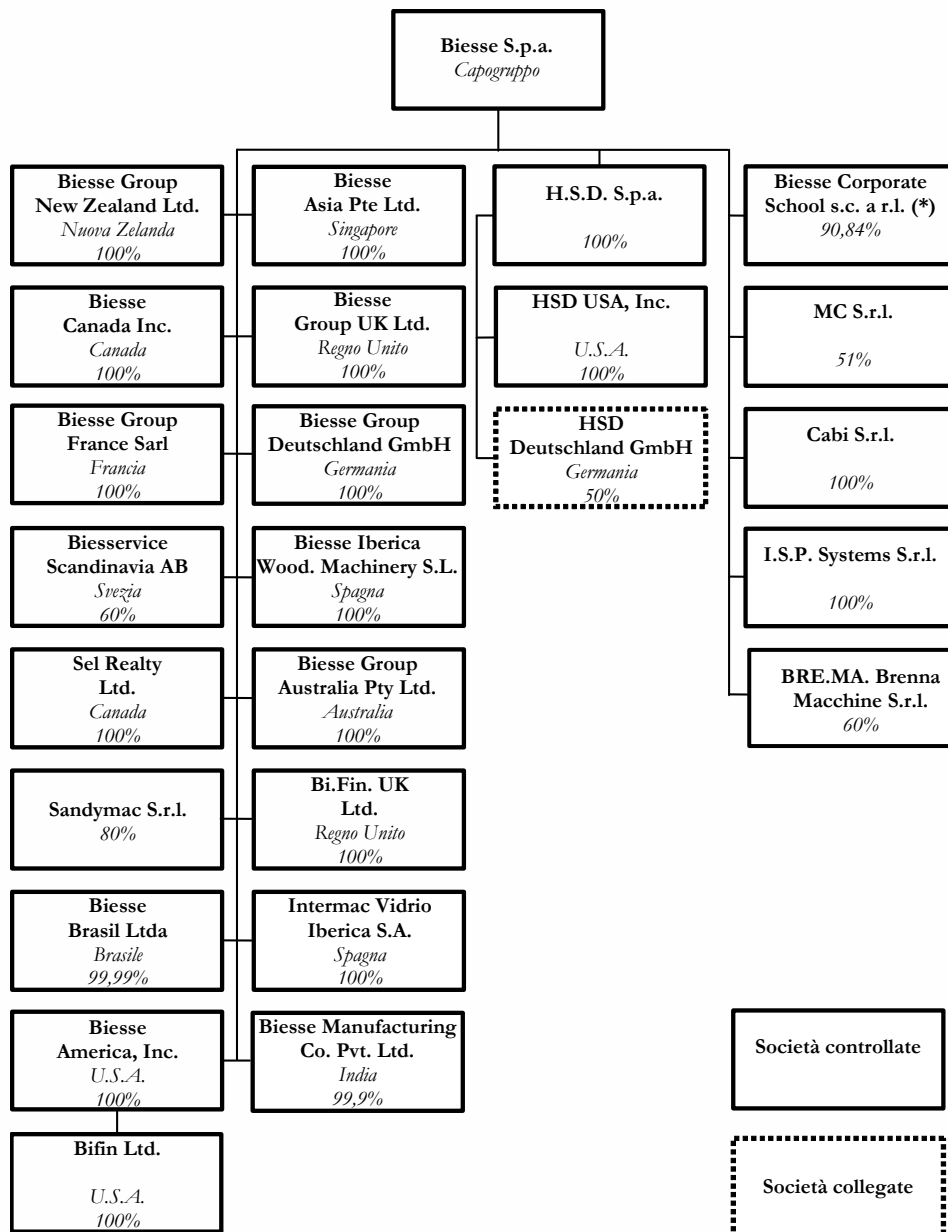 Biesse S.p.a.
Capogruppo
Biesse Group
New Zealand Ltd.
Nuova Zelanda
100%
Biesse
Asia Pte Ltd.
Singapore
100%
H.S.D. S.p.a.
100%
Biesse Corporate
School s.c. a r.l. (*)
90,84%
Biesse
Canada Inc.
Canada
100%
Biesse
Group UK Ltd.
Regno Unito
100%
HSD USA, Inc.
U.S.A.
100%
MC S.r.l.
51%
Biesse Group
France Sarl
Francia
100%
Biesse Group
Deutschland GmbH
Germania
100%
HSD
Deutschland GmbH
Germania
50%
Cabi S.r.l.
100%
Biesservice
Scandinavia AB
Svezia
60%
Biesse Iberica
Wood. Machinery S.L.
Spagna
100%
I.S.P. Systems S.r.l.
100%
Sel Realty
Ltd.
Canada
100%
Biesse Group
Australia Pty Ltd.
Australia
100%
BRE.MA. Brenna
Macchine S.r.l.
60%
Sandymac S.r.l.
80%
Bi.Fin. UK
Ltd.
Regno Unito
100%
Biesse
Brasil Ltda
Brasile
99,99%
Intermac Vidrio
Iberica S.A.
Spagna
100%
Biesse
America, Inc.
U.S.A.
100%
Biesse Manufacturing
Co. Pvt. Ltd.
India
99,9%
Società controllate
Bifin Ltd.
U.S.A.
100%
Società collegate